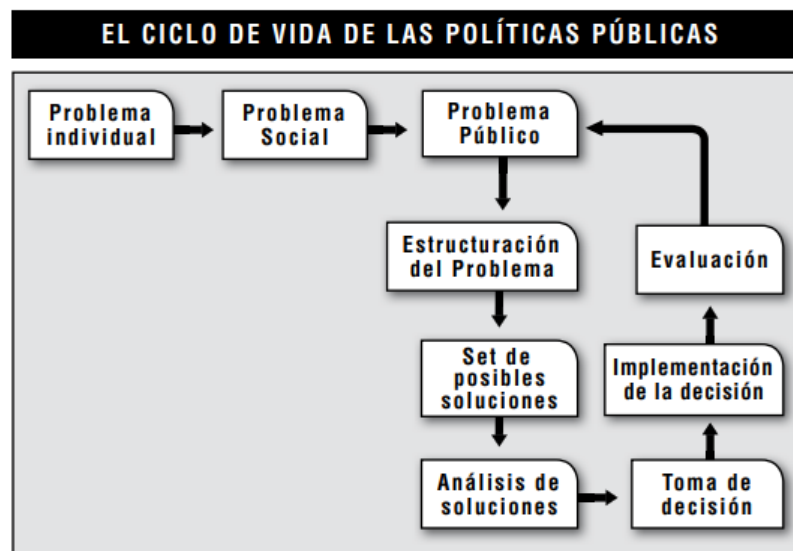 EL CICLO DE VIDA DE LAS POLÍTICAS PÚBLICAS
Problema
individual
Problema
Social
Problema
Público
Estructuración
del Problema
Evaluación
Set de
posibles
soluciones
Implementación
de la decisión
Análisis de
soluciones
Toma de
decisión